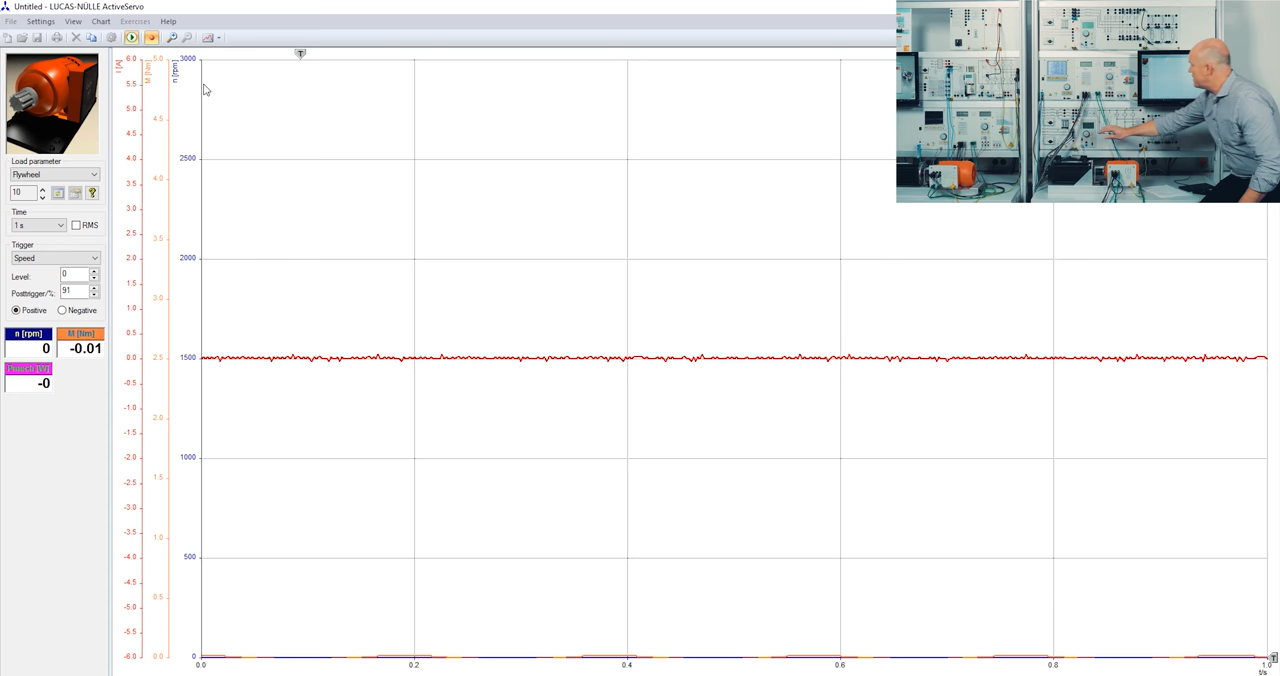 Untitled - LUCAS-NÜLLE ActiveServo
File Settings View Chart Exercises Help
T
Load parameter
Flywheel
10
?
Time
1 s
RMS
Trigger
Speed
Level: 0
Posttrigger/%: 91
Positive Negative
n [rpm] M [Nm]
0 -0.01
-0
I [A]
6.0
5.5
5.0
4.5
4.0
3.5
3.0
2.5
2.0
1.5
1.0
0.5
0.0
-0.5
-1.0
-1.5
-2.0
-2.5
-3.0
-3.5
-4.0
-4.5
-5.0
-5.5
-6.0
M [Nm]
5.0
4.5
4.0
3.5
3.0
2.5
2.0
1.5
1.0
0.5
0.0
n [rpm]
3000
2500
2000
1500
1000
500
0
0.0 0.2 0.4 0.6 0.8 1.0
T
t/s